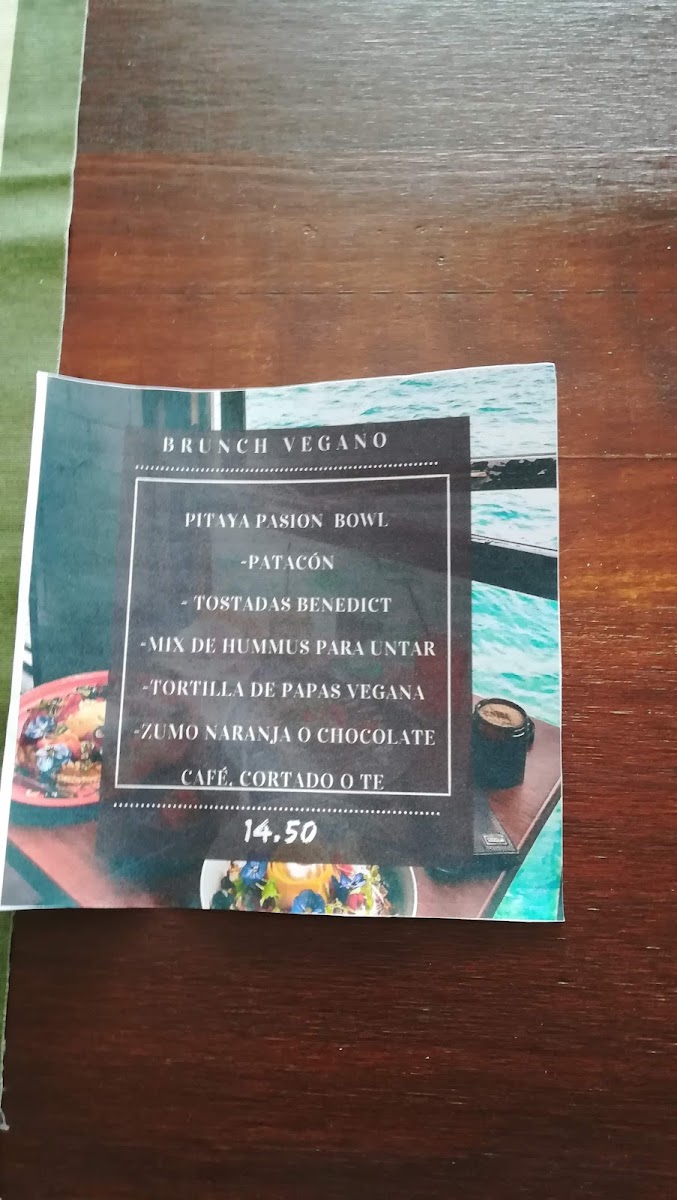 BRUNCH VEGANO
PITAYA PASION BOWL
-PATACÓN
- TOSTADAS BENEDICT
-MIX DE HUMMUS PARA UNTAR
-TORTILLA DE PAPAS VEGANA
-ZUMO NARANJA O CHOCOLATE
CAFÉ, CORTADO O TE
14.50